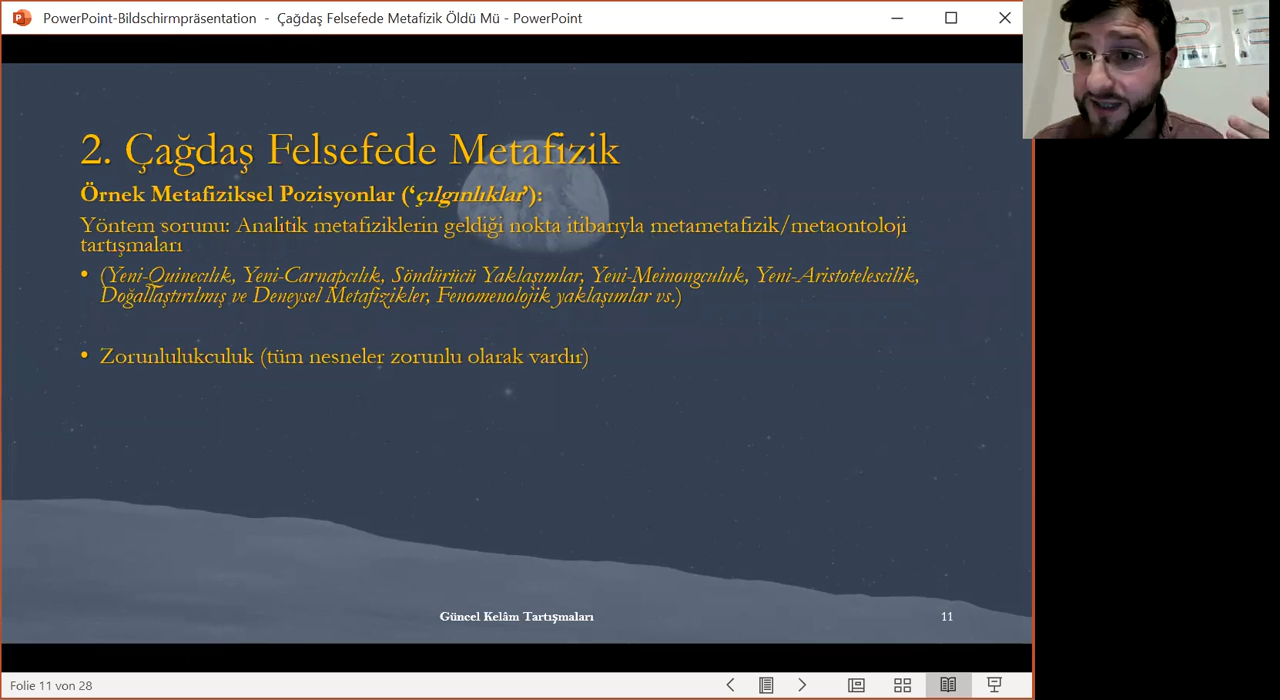 PowerPoint-Bildschirmpräsentation - Çağdaş Felsefede Metafizik Öldü Mü - PowerPoint
2. Çağdaş Felsefede Metafizik
Örnek Metafiziksel Pozisyonlar (‘çılgınlıklar’):
Yöntem sorunu: Analitik metafiziklerin geldiği nokta itibarıyla metametafizik/metaontoloji
tartışmaları
• (Yeni-Quinecılık, Yeni-Carnapcılık, Söndürücü Yaklaşımlar, Yeni-Meinongculuk, Yeni-Aristotelescilik,
Doğallaştırılmış ve Deneysel Metafizikler, Fenomenolojik yaklaşımlar vs.)
• Zorunlulukculuk (tüm nesneler zorunlu olarak vardır)
Güncel Kelâm Tartışmaları
11
Folie 11 von 28